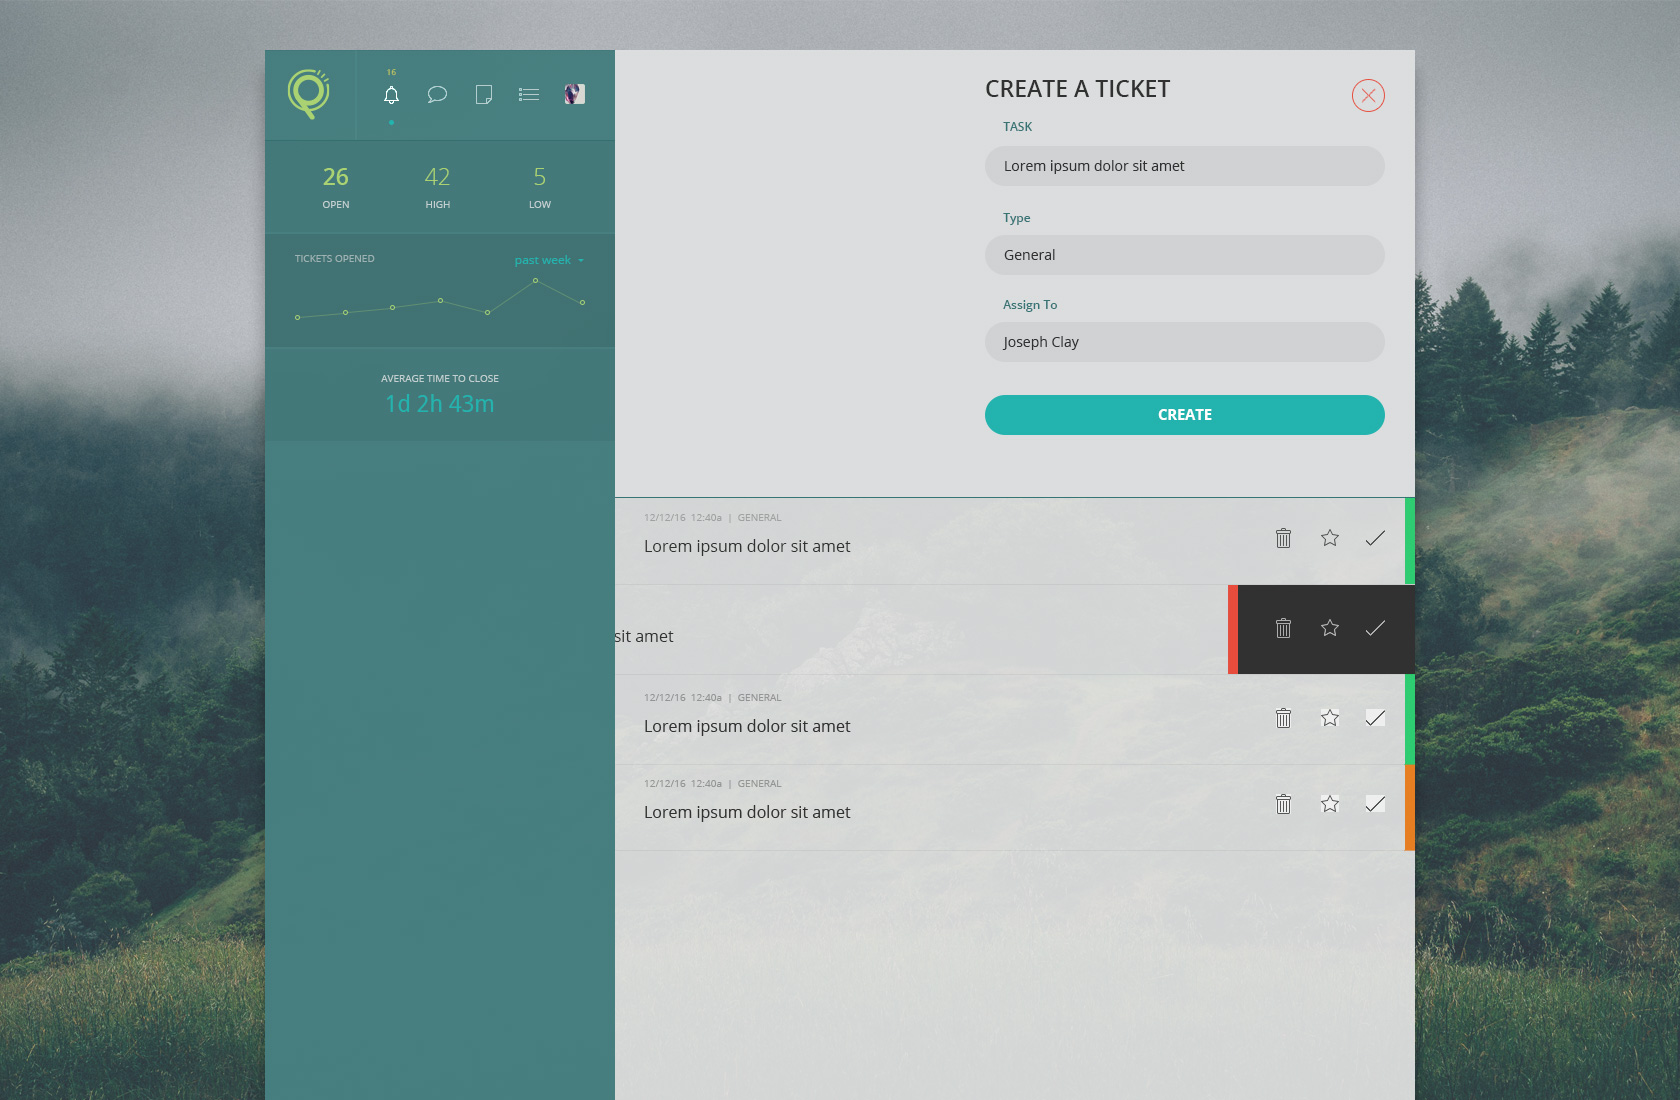 16
26 42 5
OPEN HIGH LOW
TICKETS OPENED past week
AVERAGE TIME TO CLOSE
1d 2h 43m
CREATE A TICKET
TASK
Lorem ipsum dolor sit amet
Type
General
Assign To
Joseph Clay
CREATE
12/12/16 12:40a | GENERAL
Lorem ipsum dolor sit amet
sit amet
12/12/16 12:40a | GENERAL
Lorem ipsum dolor sit amet
12/12/16 12:40a | GENERAL
Lorem ipsum dolor sit amet